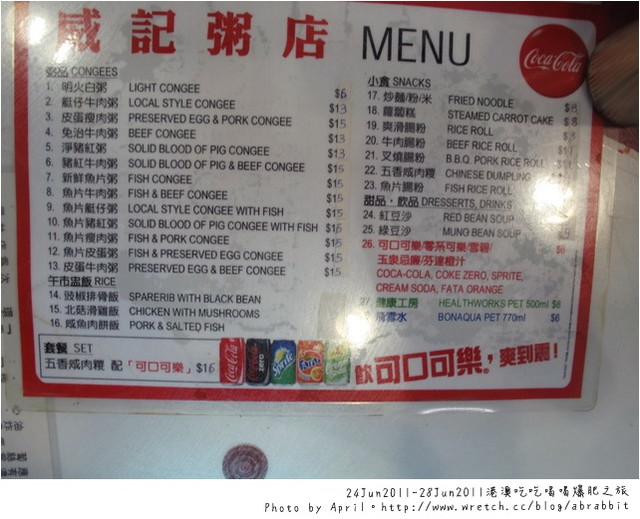 威記粥店 MENU
Coca-Cola
粥品 CONGEES
1. 明火白粥 LIGHT CONGEE $6
2. 艇仔牛肉粥 LOCAL STYLE CONGEE $13
3. 皮蛋瘦肉粥 PRESERVED EGG & PORK CONGEE $15
4. 免治牛肉粥 BEEF CONGEE $13
5. 淨豬紅粥 SOLID BLOOD OF PIG CONGEE $13
6. 豬紅牛肉粥 SOLID BLOOD OF PIG & BEEF CONGEE $15
7. 新鮮魚片粥 FISH CONGEE $15
8. 魚片牛肉粥 FISH & BEEF CONGEE $15
9. 魚片艇仔粥 LOCAL STYLE CONGEE WITH FISH $15
10. 魚片豬紅粥 SOLID BLOOD OF PIG CONGEE WITH FISH $15
11. 魚片瘦肉粥 FISH & PORK CONGEE $15
12. 魚片皮蛋粥 FISH & PRESERVED EGG CONGEE $15
13. 皮蛋牛肉粥 PRESERVED EGG & BEEF CONGEE $15
午市盅飯 RICE
14. 豉椒排骨飯 SPARERIB WITH BLACK BEAN
15. 北菇滑雞飯 CHICKEN WITH MUSHROOMS
16. 咸魚肉餅飯 PORK & SALTED FISH
小食 SNACKS
17. 炒麵/粉/米 FRIED NOODLE $8
18. 蘿蔔糕 STEAMED CARROT CAKE $8
19. 爽滑腸粉 RICE ROLL $8
20. 牛肉腸粉 BEEF RICE ROLL
21. 叉燒腸粉 B.B.Q. PORK RICE ROLL
22. 五香咸肉糉 CHINESE DUMPLING
23. 魚片腸粉 FISH RICE ROLL
甜品、飲品 DRESSERTS, DRINKS
24. 紅豆沙 RED BEAN SOUP
25. 綠豆沙 MUNG BEAN SOUP
26. 可口可樂/零系可樂/雪碧/ $6
玉泉忌廉/芬達橙汁
COCA-COLA, COKE ZERO, SPRITE,
CREAM SODA, FATA ORANGE
27. 健康工房 HEALTHWORKS PET 500ml $8
飛雪水 BONAQUA PET 770ml $6
套餐 SET
五香咸肉糉 配「可口可樂」$16
Coca-Cola zero Sprite Fanta
飲可口可樂，爽到震！
24Jun2011-28Jun2011港澳吃吃喝喝爆肥之旅
Photo by April。http://www.wretch.cc/blog/abrabbit